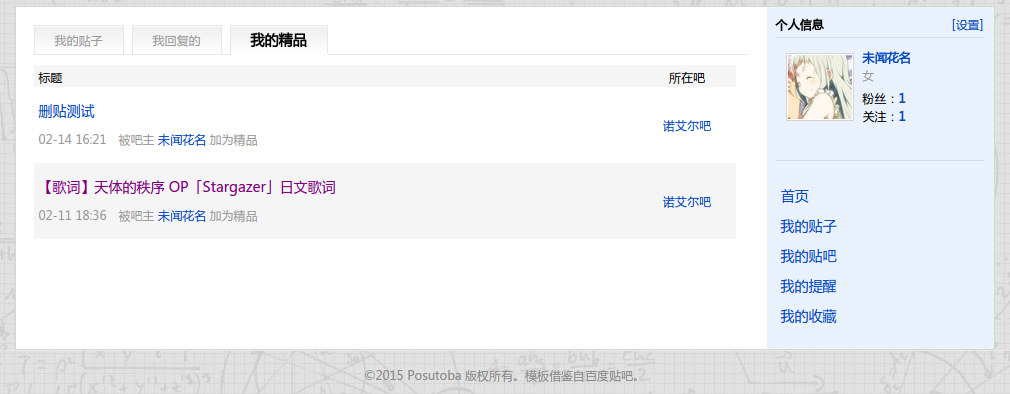 我的贴子 我回复的 我的精品
标题 所在吧
删贴测试
02-14 16:21 被吧主 未闻花名 加为精品 诺艾尔吧
【歌词】天体的秩序 OP「Stargazer」日文歌词
02-11 18:36 被吧主 未闻花名 加为精品 诺艾尔吧
个人信息 [设置]
未闻花名
女
粉丝：1
关注：1
首页
我的贴子
我的贴吧
我的提醒
我的收藏
©2015 Posutoba 版权所有。模板借鉴自百度贴吧。